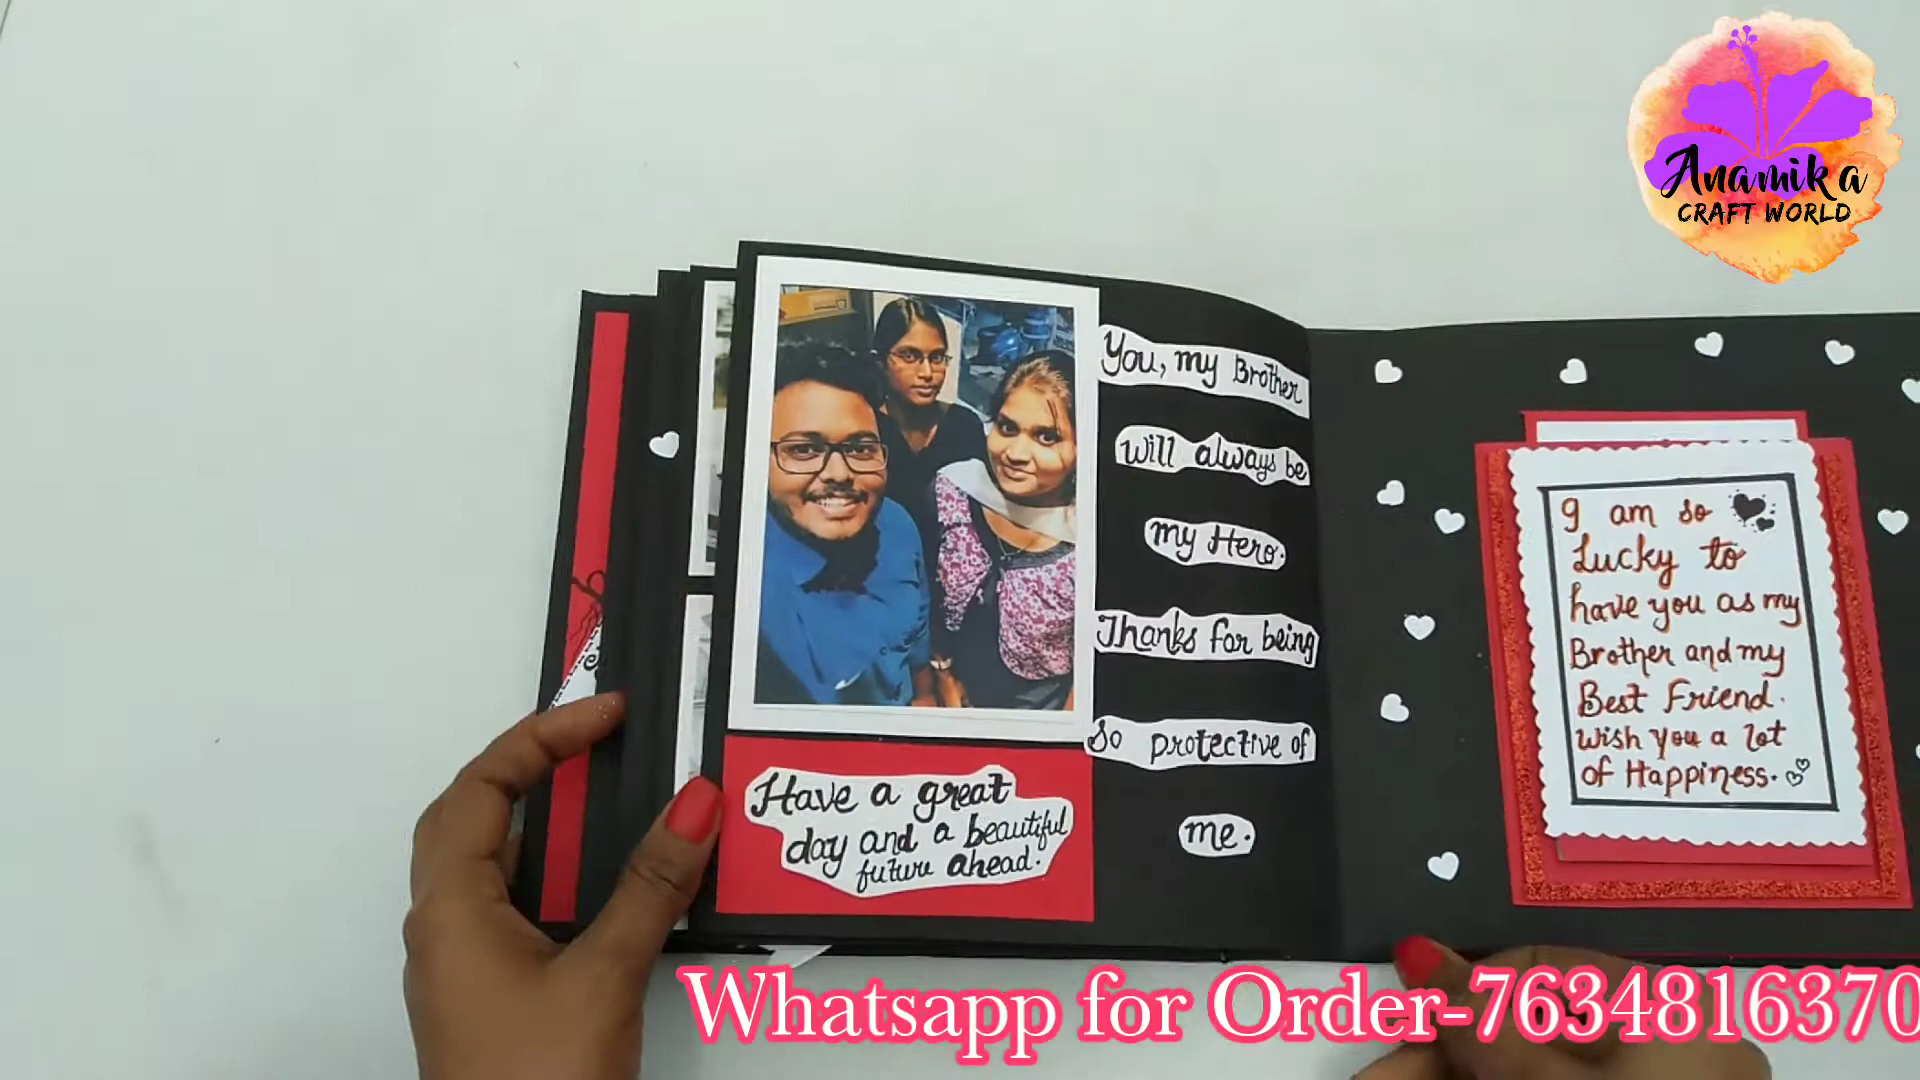 Anamika
CRAFT WORLD
You, my Brother
will always be
my Hero.
Thanks for being
so protective of
me.
Have a great
day and a beautiful
future ahead.
I am so
Lucky to
have you as my
Brother and my
Best Friend.
wish you a lot
of Happiness.
Whatsapp for Order-7634816370